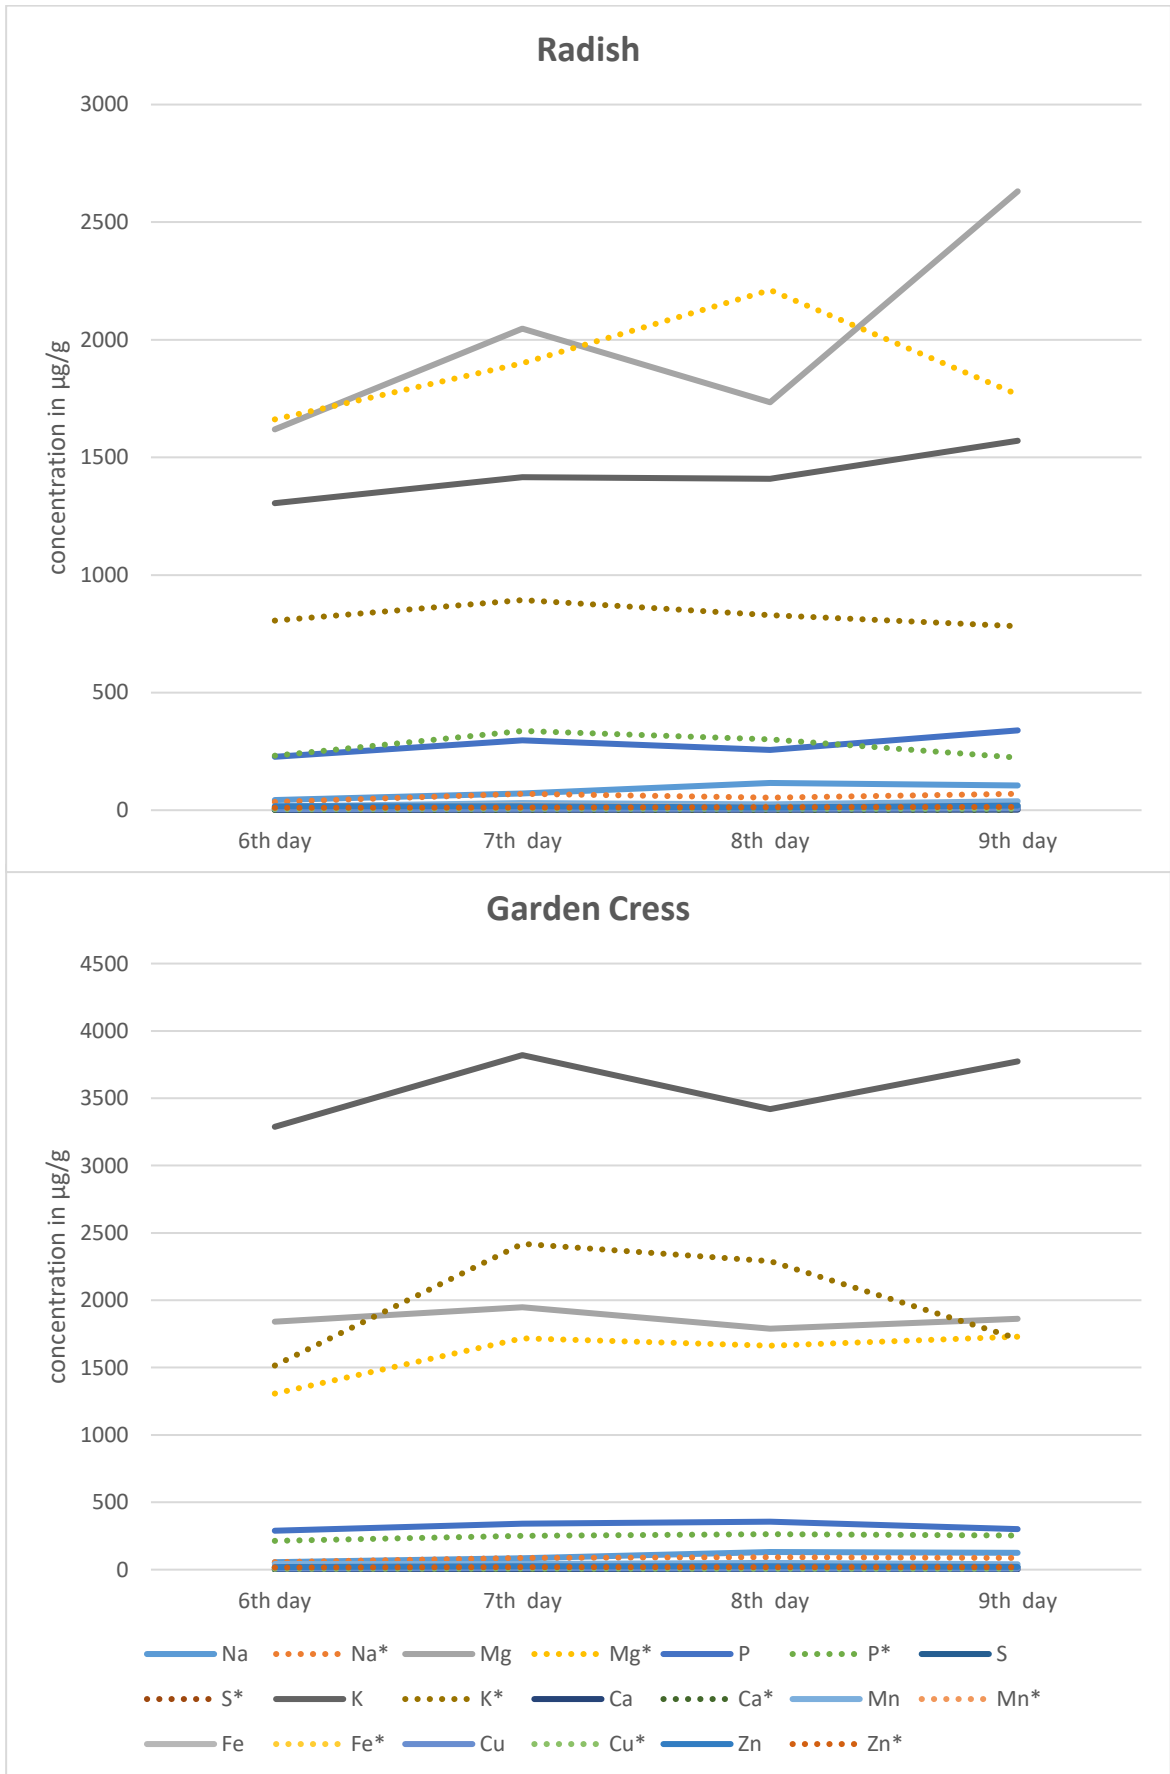 Radish
3000
2500
2000
1500
1000
500
0
concentration in µg/g
6th day 7th day 8th day 9th day
Garden Cress
4500
4000
3500
3000
2500
2000
1500
1000
500
0
concentration in µg/g
6th day 7th day 8th day 9th day
Na Na* Mg Mg* P P* S
S* K K* Ca Ca* Mn Mn*
Fe Fe* Cu Cu* Zn Zn*